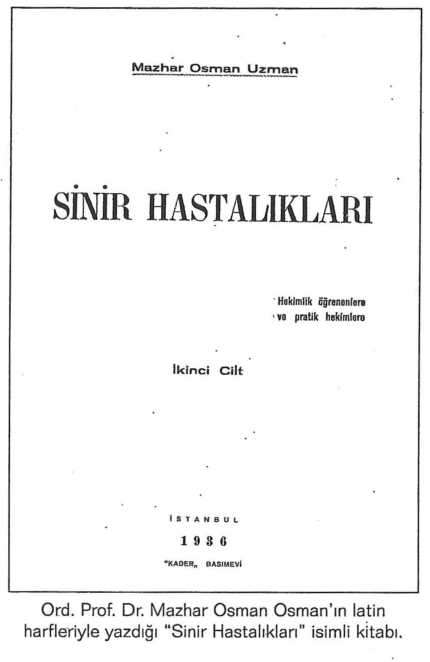 Mazhar Osman Uzman
SİNİR HASTALIKLARI
Hekimlik öğrenenlere
ve pratik hekimlere
İkinci Cilt
İSTANBUL
1936
"KADER„ BASIMEVİ
Ord. Prof. Dr. Mazhar Osman Osman'ın latin
harfleriyle yazdığı "Sinir Hastalıkları" isimli kitabı.